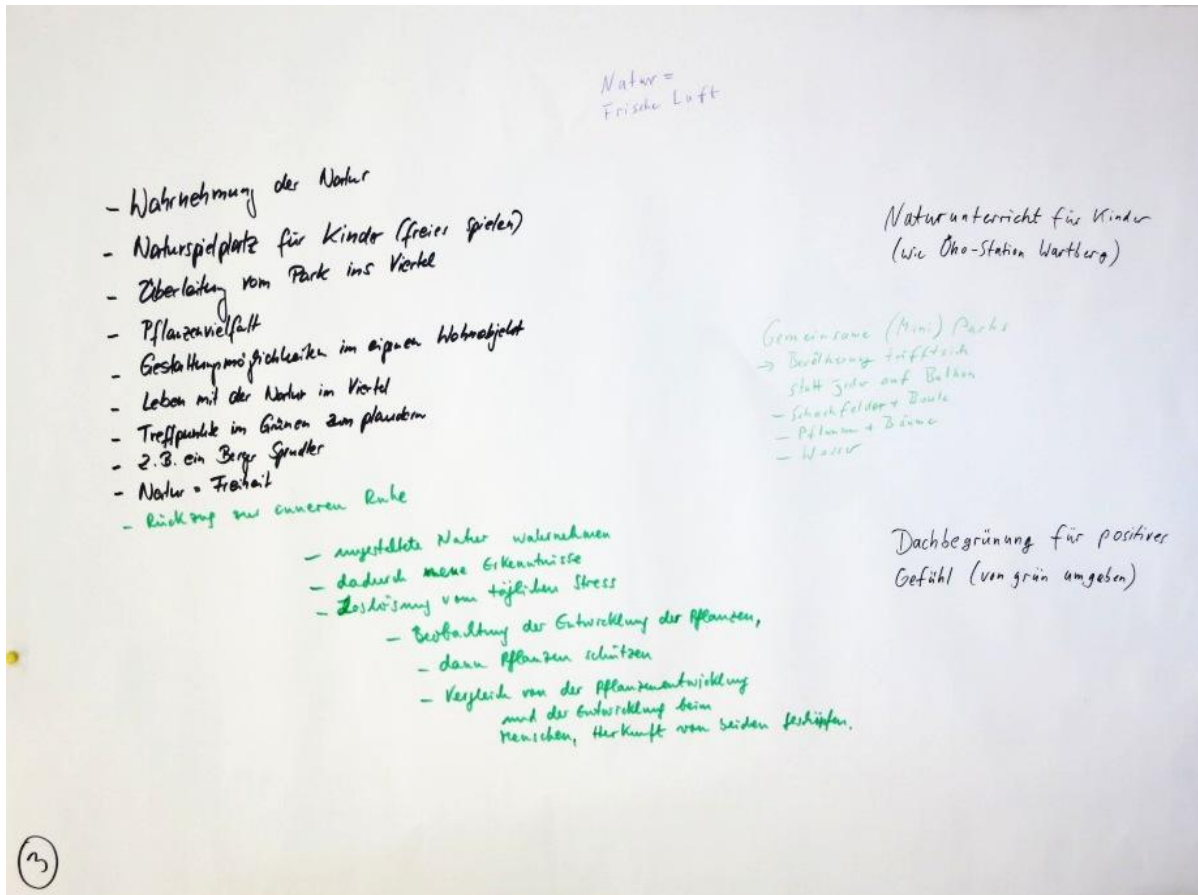 Natur =
Frische Luft
- Wahrnehmung der Natur
- Naturspielplatz für Kinder (freies Spielen)
- Überleitung vom Park ins Viertel
- Pflanzenvielfalt
- Gestaltungsmöglichkeiten im eigenen Wohnobjekt
- Leben mit der Natur im Viertel
- Treffpunkte im Grünen zum plaudern
- Z.B. ein Berger Sprudler
- Natur = Freiheit
- Rückzug zur inneren Ruhe
- ungestaltete Natur wahrnehmen
- dadurch neue Erkenntnisse
- Loslösung vom täglichen Stress
- Beobachtung der Entwicklung der Pflanzen,
- dann Pflanzen schützen
- Vergleich von der Pflanzenentwicklung
und der Entwicklung beim
Menschen, Herkunft von beiden Geschöpfen.
Naturunterricht für Kinder
(wie Öko-Station Wartberg)
Gemeinsame (Mini) Parks
→ Bevölkerung trifft sich
statt jeder auf Balkon
- Schachfelder + Boule
- Pflanzen + Bäume
- Wasser
Dachbegrünung für positives
Gefühl (von grün umgeben)
3